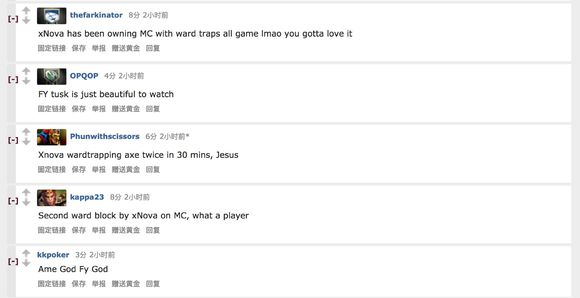 [-] thefarkinator 8分 2小时前
xNova has been owning MC with ward traps all game lmao you gotta love it
固定链接 保存 举报 赠送黄金 回复
[-] OPQOP 4分 2小时前
FY tusk is just beautiful to watch
固定链接 保存 举报 赠送黄金 回复
[-] Phunwithscissors 6分 2小时前*
Xnova wardtrapping axe twice in 30 mins, Jesus
固定链接 保存 举报 赠送黄金 回复
[-] kappa23 8分 2小时前
Second ward block by xNova on MC, what a player
固定链接 保存 举报 赠送黄金 回复
[-] kkpoker 3分 2小时前
Ame God Fy God
固定链接 保存 举报 赠送黄金 回复